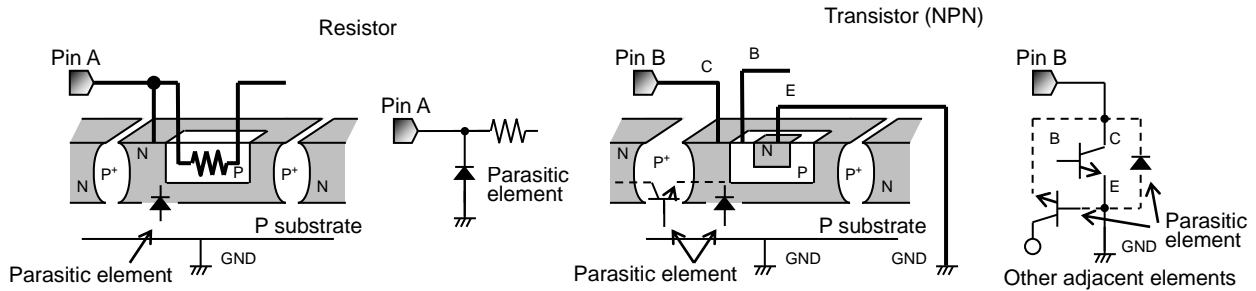 Resistor
Transistor (NPN)
Pin A
Pin A
N
N
P⁺
P
P⁺
N
Parasitic element
P substrate
GND
Parasitic
element
Pin B
C
B
E
N
P⁺
N
P
P⁺
N
P substrate
GND
GND
Parasitic element
Pin B
B
C
E
GND
Parasitic
element
Other adjacent elements